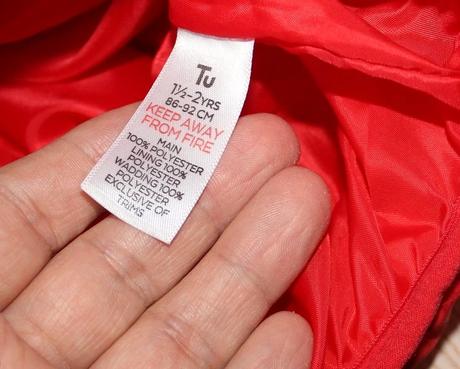 Tu
1½-2YRS
86-92 CM
KEEP AWAY
FROM FIRE
MAIN
100% POLYESTER
LINING 100%
POLYESTER
WADDING 100%
POLYESTER
EXCLUSIVE OF
TRIMS